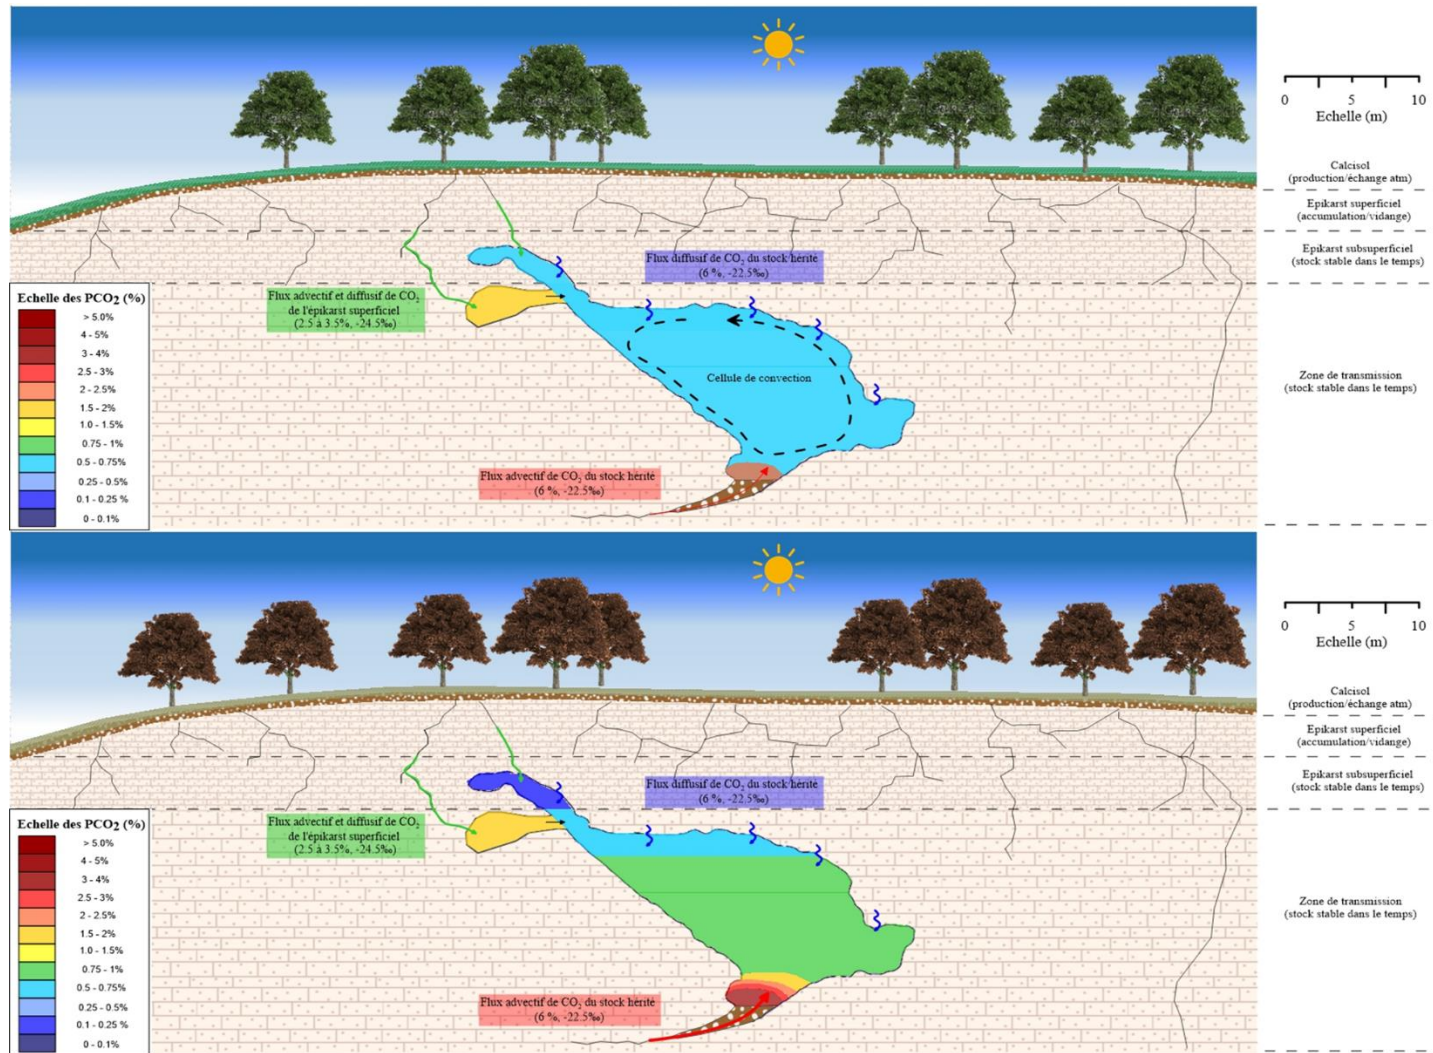 0 5 10
Echelle (m)
Calcisol
(production/échange atm)
Epikarst superficiel
(accumulation/vidange)
Epikarst subsuperficiel
(stock stable dans le temps)
Flux diffusif de CO2 du stock hérité
(6 %, -22.5‰)
Flux advectif et diffusif de CO2
de l'épikarst superficiel
(2.5 à 3.5%, -24.5‰)
Echelle des PCO2 (%)
> 5.0%
4 - 5%
3 - 4%
2.5 - 3%
2 - 2.5%
1.5 - 2%
1.0 - 1.5%
0.75 - 1%
0.5 - 0.75%
0.25 - 0.5%
0.1 - 0.25 %
0 - 0.1%
Cellule de convection
Zone de transmission
(stock stable dans le temps)
Flux advectif de CO2 du stock hérité
(6 %, -22.5‰)
0 5 10
Echelle (m)
Calcisol
(production/échange atm)
Epikarst superficiel
(accumulation/vidange)
Epikarst subsuperficiel
(stock stable dans le temps)
Flux diffusif de CO2 du stock hérité
(6 %, -22.5‰)
Flux advectif et diffusif de CO2
de l'épikarst superficiel
(2.5 à 3.5%, -24.5‰)
Echelle des PCO2 (%)
> 5.0%
4 - 5%
3 - 4%
2.5 - 3%
2 - 2.5%
1.5 - 2%
1.0 - 1.5%
0.75 - 1%
0.5 - 0.75%
0.25 - 0.5%
0.1 - 0.25 %
0 - 0.1%
Zone de transmission
(stock stable dans le temps)
Flux advectif de CO2 du stock hérité
(6 %, -22.5‰)